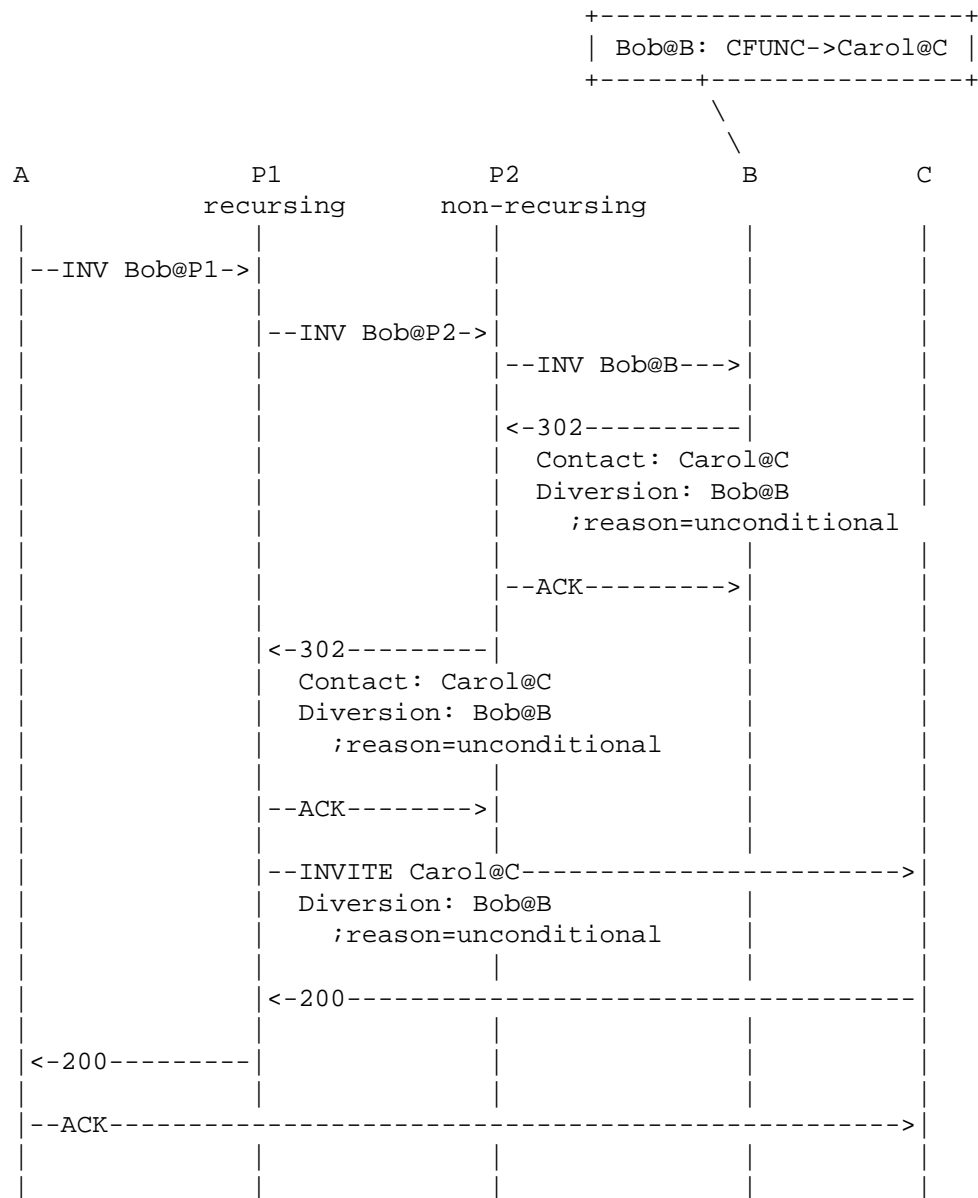 +-----------------------+
| Bob@B: CFUNC->Carol@C |
+------+----------------+
\
\
A P1 P2 B C
recursing non-recursing
| | | | |
|--INV Bob@P1->| | | |
| | | | |
| |--INV Bob@P2->| | |
| | |--INV Bob@B--->| |
| | | | |
| | |<-302----------| |
| | | Contact: Carol@C |
| | | Diversion: Bob@B |
| | | ;reason=unconditional
| | | | |
| | |--ACK--------->| |
| | | | |
| |<-302---------| | |
| | Contact: Carol@C | |
| | Diversion: Bob@B | |
| | ;reason=unconditional | |
| | | | |
| |--ACK-------->| | |
| | | | |
| |--INVITE Carol@C------------------------>|
| | Diversion: Bob@B | |
| | ;reason=unconditional | |
| | | | |
| |<-200------------------------------------|
| | | | |
|<-200---------| | | |
| | | | |
|--ACK-------------------------------------------------->|
| | | | |
| | | | |